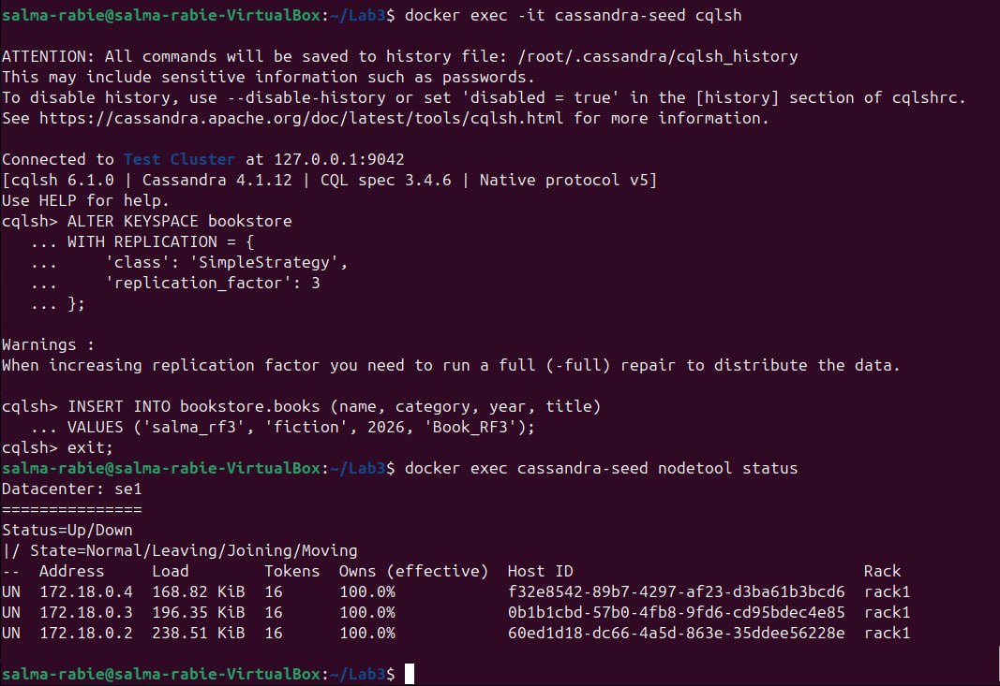 salma-rabie@salma-rabie-VirtualBox:~/Lab3$ docker exec -it cassandra-seed cqlsh
ATTENTION: All commands will be saved to history file: /root/.cassandra/cqlsh_history
This may include sensitive information such as passwords.
To disable history, use --disable-history or set 'disabled = true' in the [history] section of cqlshrc.
See https://cassandra.apache.org/doc/latest/tools/cqlsh.html for more information.
Connected to Test Cluster at 127.0.0.1:9042
[cqlsh 6.1.0 | Cassandra 4.1.12 | CQL spec 3.4.6 | Native protocol v5]
Use HELP for help.
cqlsh> ALTER KEYSPACE bookstore
   ... WITH REPLICATION = {
   ...     'class': 'SimpleStrategy',
   ...     'replication_factor': 3
   ... };
Warnings :
When increasing replication factor you need to run a full (-full) repair to distribute the data.
cqlsh> INSERT INTO bookstore.books (name, category, year, title)
   ... VALUES ('salma_rf3', 'fiction', 2026, 'Book_RF3');
cqlsh> exit;
salma-rabie@salma-rabie-VirtualBox:~/Lab3$ docker exec cassandra-seed nodetool status
Datacenter: se1
===============
Status=Up/Down
|/ State=Normal/Leaving/Joining/Moving
--  Address     Load        Tokens  Owns (effective)  Host ID                               Rack
UN  172.18.0.4  168.82 KiB  16      100.0%            f32e8542-89b7-4297-af23-d3ba61b3bcd6  rack1
UN  172.18.0.3  196.35 KiB  16      100.0%            0b1b1cbd-57b0-4fb8-9fd6-cd95bdec4e85  rack1
UN  172.18.0.2  238.51 KiB  16      100.0%            60ed1d18-dc66-4a5d-863e-35ddee56228e  rack1
salma-rabie@salma-rabie-VirtualBox:~/Lab3$